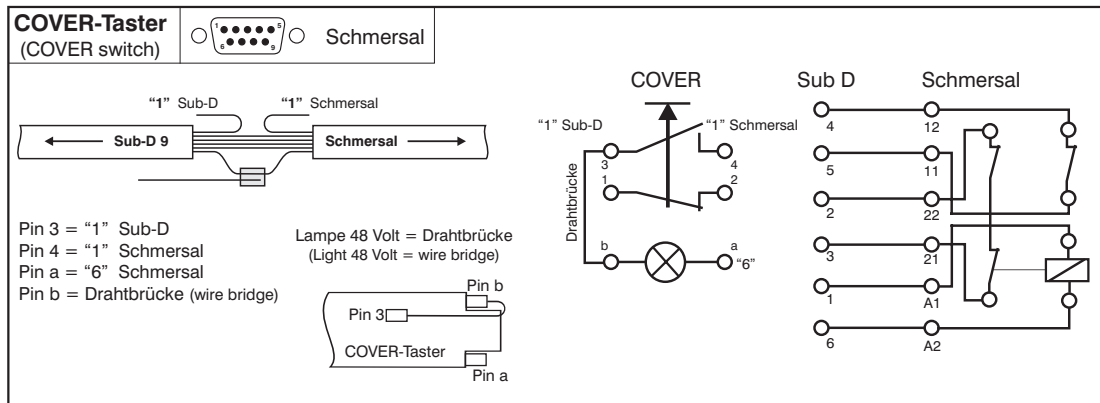 COVER-Taster
(COVER switch)
1 5
6 9
Schmersal
“1” Sub-D “1” Schmersal
Sub-D 9 Schmersal
Pin 3 = “1” Sub-D
Pin 4 = “1” Schmersal
Pin a = “6” Schmersal
Pin b = Drahtbrücke (wire bridge)
Lampe 48 Volt = Drahtbrücke
(Light 48 Volt = wire bridge)
Pin b
Pin 3
COVER-Taster
Pin a
COVER
“1” Sub-D “1” Schmersal
3 4
1 2
Drahtbrücke
b a
“6”
Sub D Schmersal
4 12
5 11
2 22
3 21
1 A1
6 A2